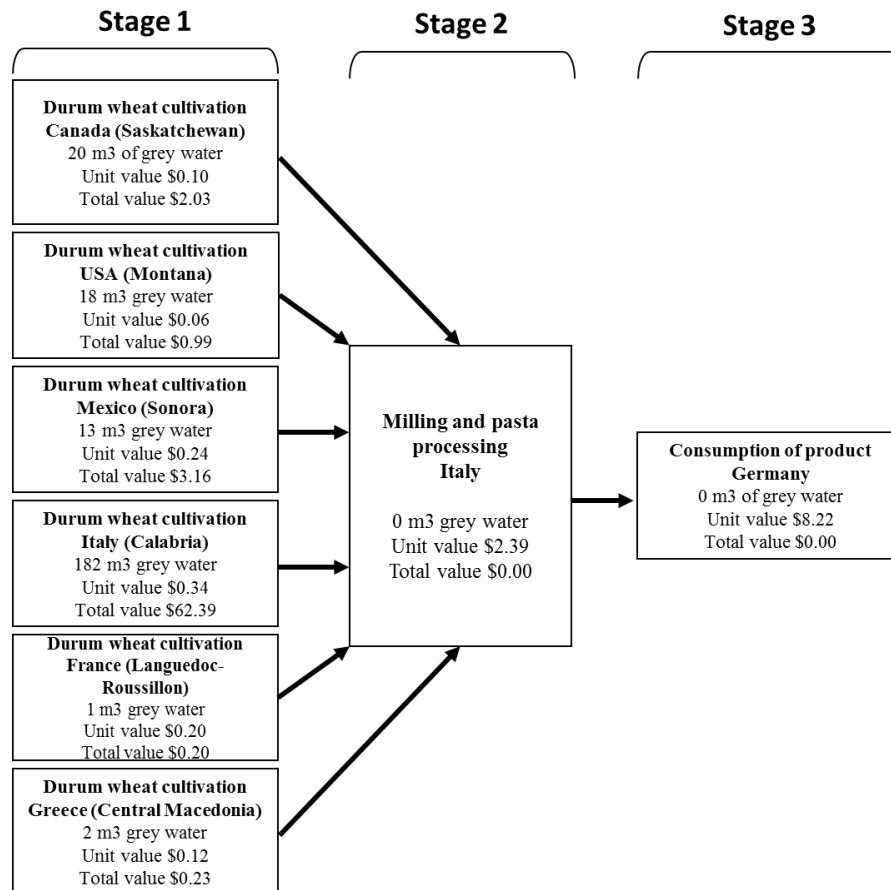 Stage 1
Stage 2
Stage 3
Durum wheat cultivation
Canada (Saskatchewan)
20 m3 of grey water
Unit value $0.10
Total value $2.03
Durum wheat cultivation
USA (Montana)
18 m3 grey water
Unit value $0.06
Total value $0.99
Durum wheat cultivation
Mexico (Sonora)
13 m3 grey water
Unit value $0.24
Total value $3.16
Durum wheat cultivation
Italy (Calabria)
182 m3 grey water
Unit value $0.34
Total value $62.39
Durum wheat cultivation
France (Languedoc-
Roussillon)
1 m3 grey water
Unit value $0.20
Total value $0.20
Durum wheat cultivation
Greece (Central Macedonia)
2 m3 grey water
Unit value $0.12
Total value $0.23
Milling and pasta
processing
Italy
0 m3 grey water
Unit value $2.39
Total value $0.00
Consumption of product
Germany
0 m3 of grey water
Unit value $8.22
Total value $0.00